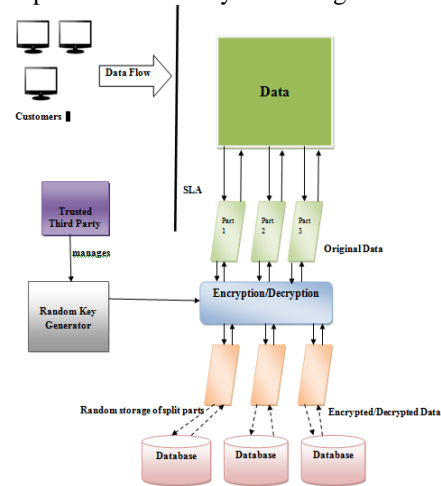 Customers
Data Flow
Data
SLA
Trusted
Third Party
manages
Random Key
Generator
Part
1
Part
2
Part
3
Original Data
Encryption/Decryption
Random storage of split parts
Encrypted/Decrypted Data
Database
Database
Database